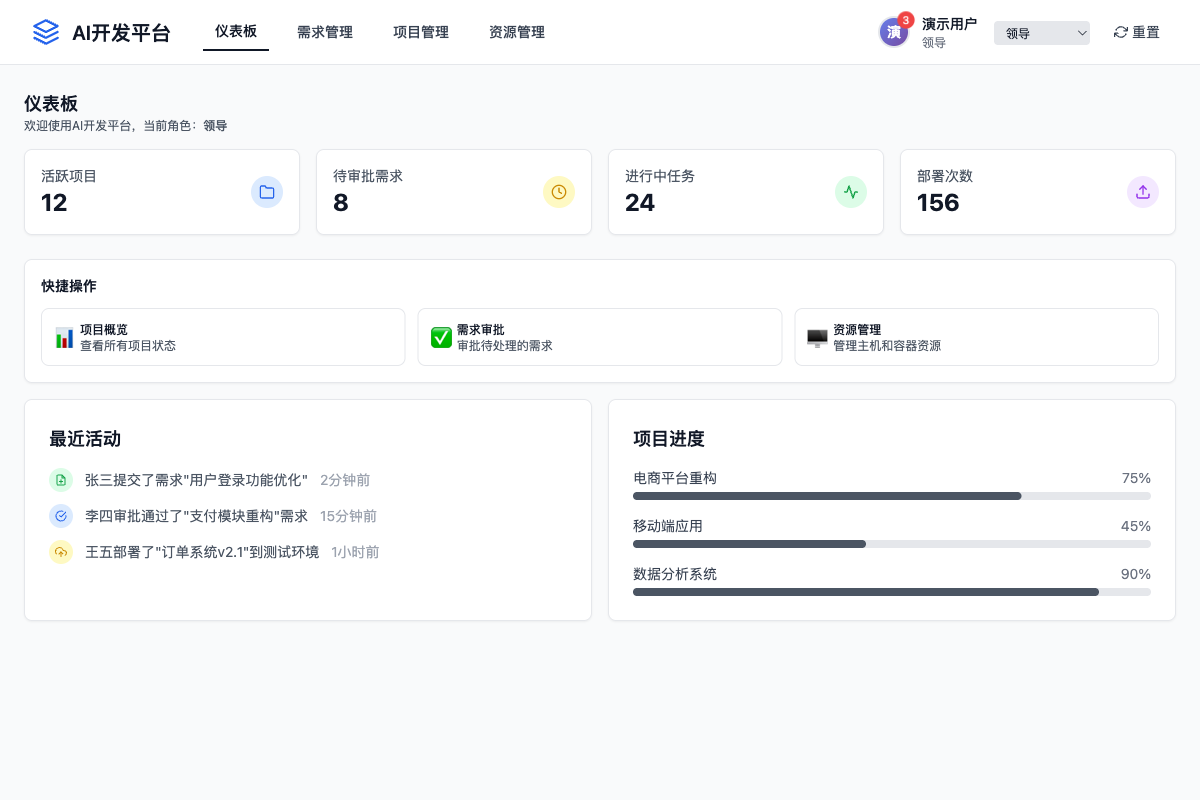 AI开发平台
仪表板
需求管理
项目管理
资源管理
演
3
演示用户
领导
领导
重置
仪表板
欢迎使用AI开发平台，当前角色：领导
活跃项目
12
待审批需求
8
进行中任务
24
部署次数
156
快捷操作
项目概览
查看所有项目状态
需求审批
审批待处理的需求
资源管理
管理主机和容器资源
最近活动
张三提交了需求"用户登录功能优化" 2分钟前
李四审批通过了"支付模块重构"需求 15分钟前
王五部署了"订单系统v2.1"到测试环境 1小时前
项目进度
电商平台重构 75%
移动端应用 45%
数据分析系统 90%